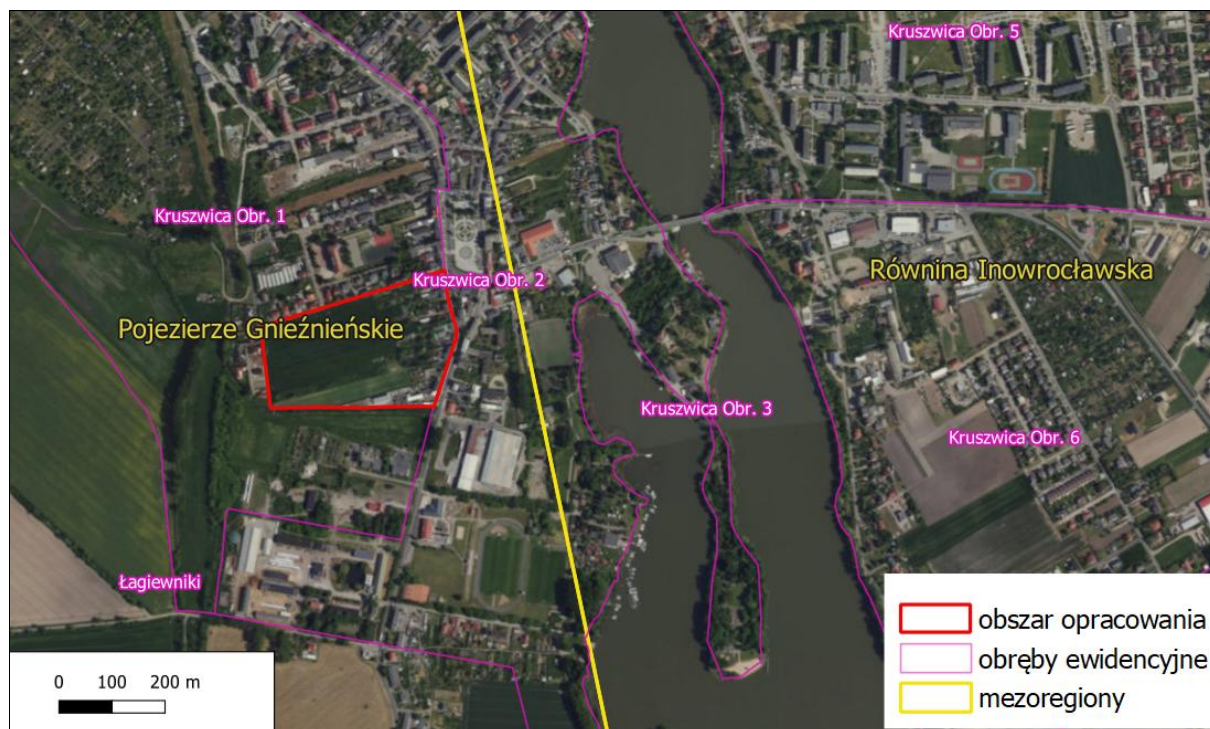 Kruszwica Obr. 5
Kruszwica Obr. 1
Kruszwica Obr. 2
Równina Inowrocławska
Pojezierze Gnieźnieńskie
Kruszwica Obr. 3
Kruszwica Obr. 6
Łagiewniki
obszar opracowania
obręby ewidencyjne
mezoregiony
0 100 200 m